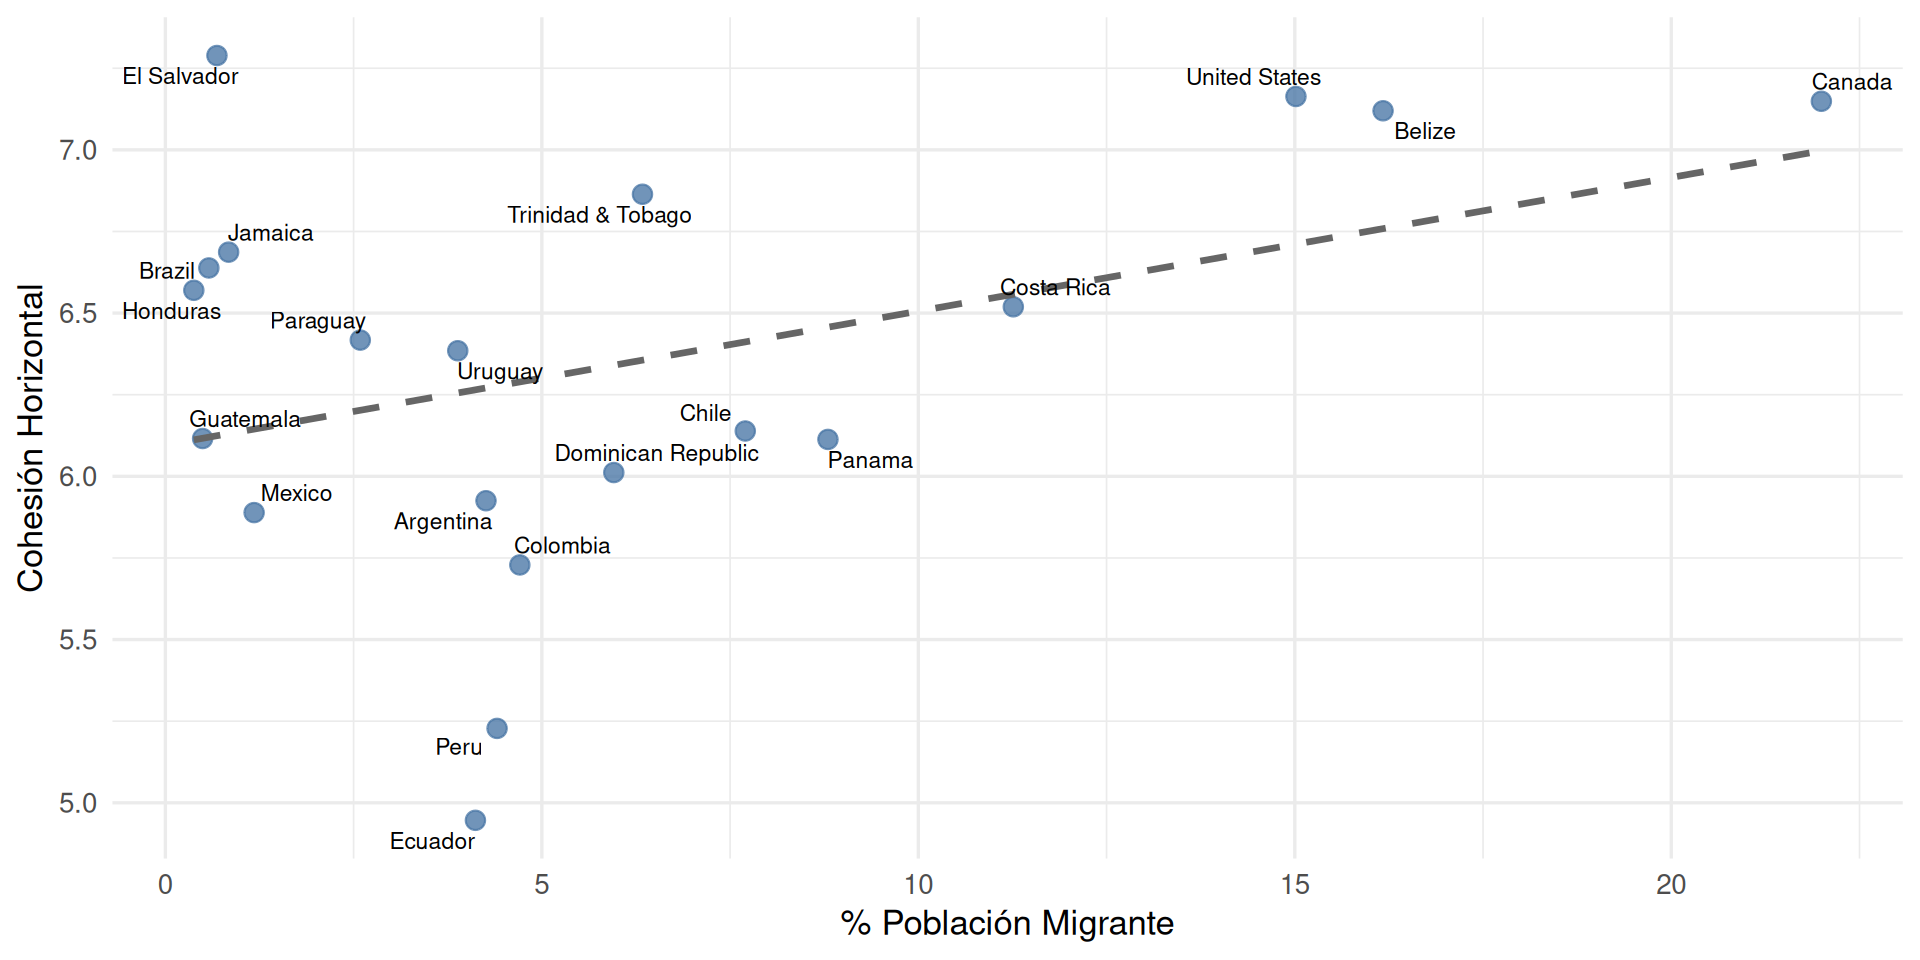 El Salvador
United States
Canada
Belize
7.0
Trinidad & Tobago
Jamaica
Brazil
Costa Rica
Honduras
6.5
Paraguay
Uruguay
Guatemala
Chile
Dominican Republic
Panama
6.0
Mexico
Argentina
Colombia
5.5
Peru
5.0
Ecuador
0
5
10
15
20
% Población Migrante
Cohesión Horizontal